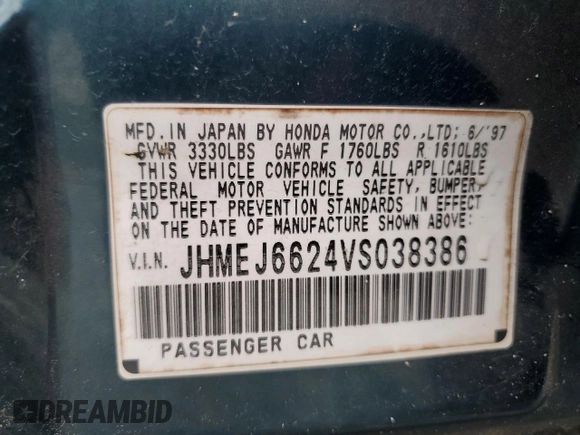 MFD.IN JAPAN BY HONDA MOTOR CO.,LTD; 6/'97
GVWR 3330LBS GAWR F 1760LBS R 1610LBS
THIS VEHICLE CONFORMS TO ALL APPLICABLE
FEDERAL MOTOR VEHICLE SAFETY, BUMPER,
AND THEFT PREVENTION STANDARDS IN EFFECT
ON THE DATE OF MANUFACTURE SHOWN ABOVE:
V.I.N. JHMEJ6624VS038386
PASSENGER CAR
DREAMBID